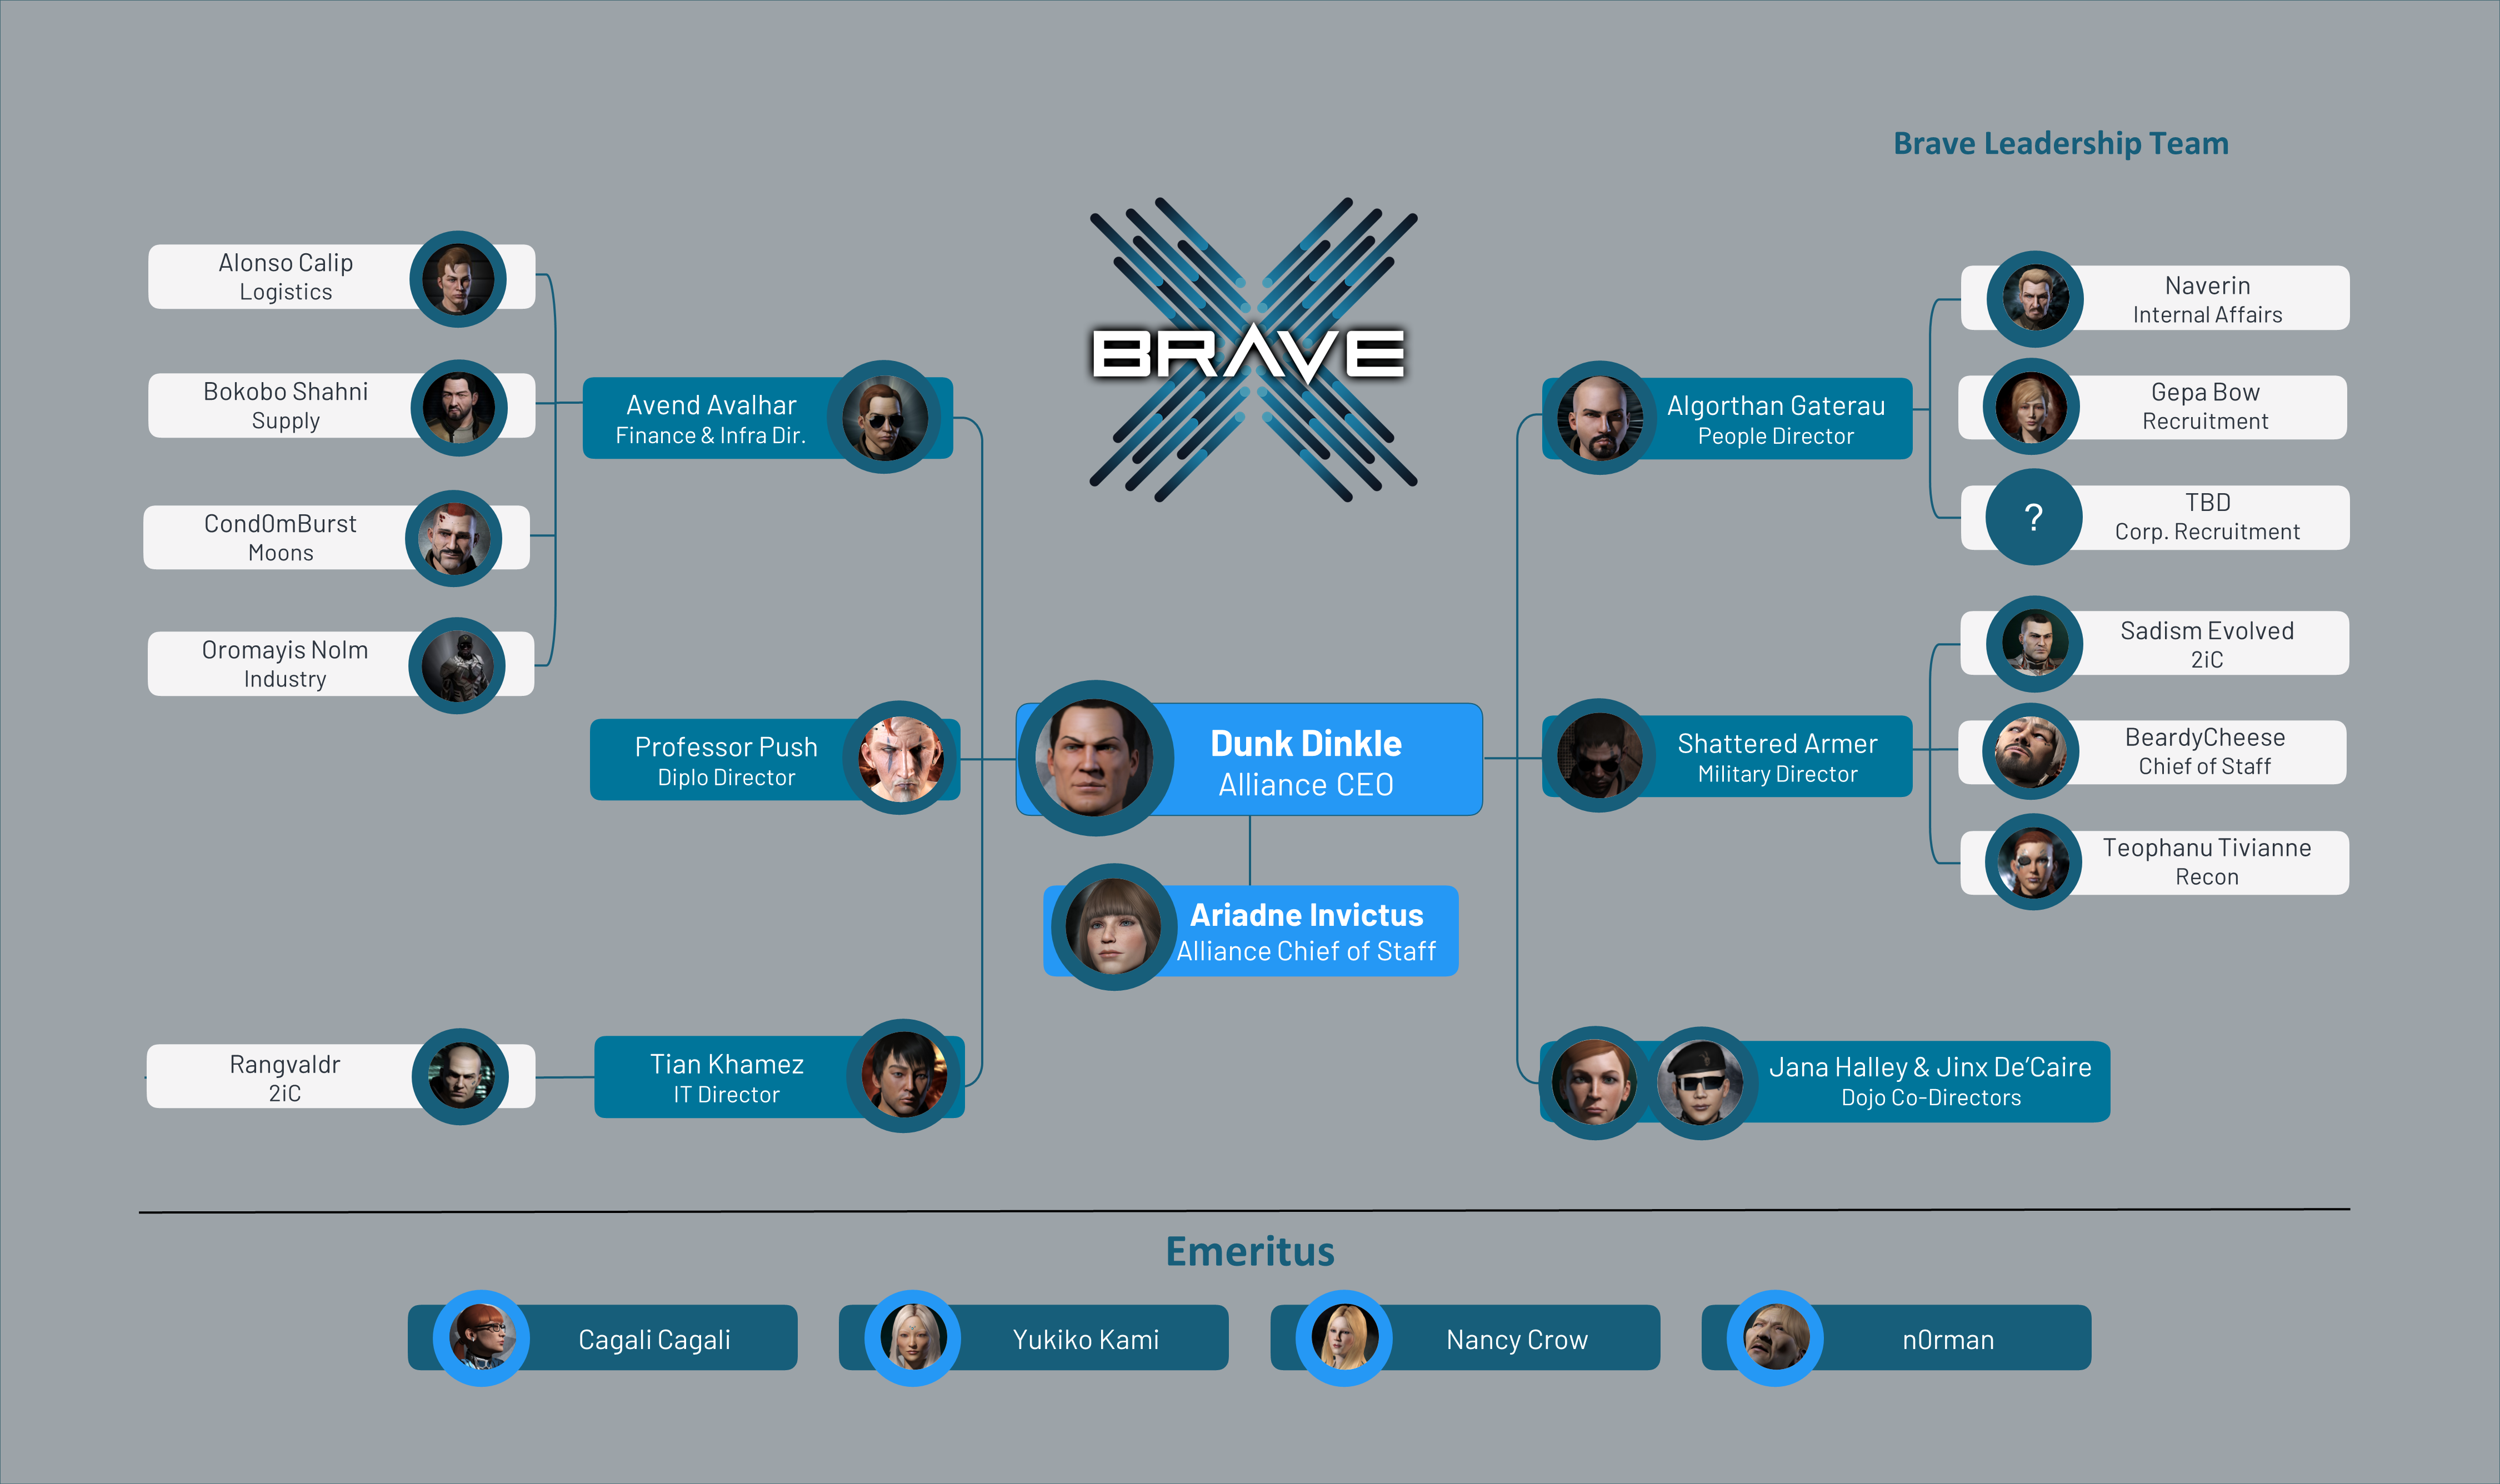 Brave Leadership Team
BRAVE
Alonso Calip
Logistics
Bokobo Shahni
Supply
Cond0mBurst
Moons
Oromayis Nolm
Industry
Avend Avalhar
Finance & Infra Dir.
Professor Push
Diplo Director
Rangvaldr
2iC
Tian Khamez
IT Director
Dunk Dinkle
Alliance CEO
Ariadne Invictus
Alliance Chief of Staff
Algorthan Gaterau
People Director
Naverin
Internal Affairs
Gepa Bow
Recruitment
?
TBD
Corp. Recruitment
Shattered Armer
Military Director
Sadism Evolved
2iC
BeardyCheese
Chief of Staff
Teophanu Tivianne
Recon
Jana Halley & Jinx De’Caire
Dojo Co-Directors
Emeritus
Cagali Cagali
Yukiko Kami
Nancy Crow
n0rman